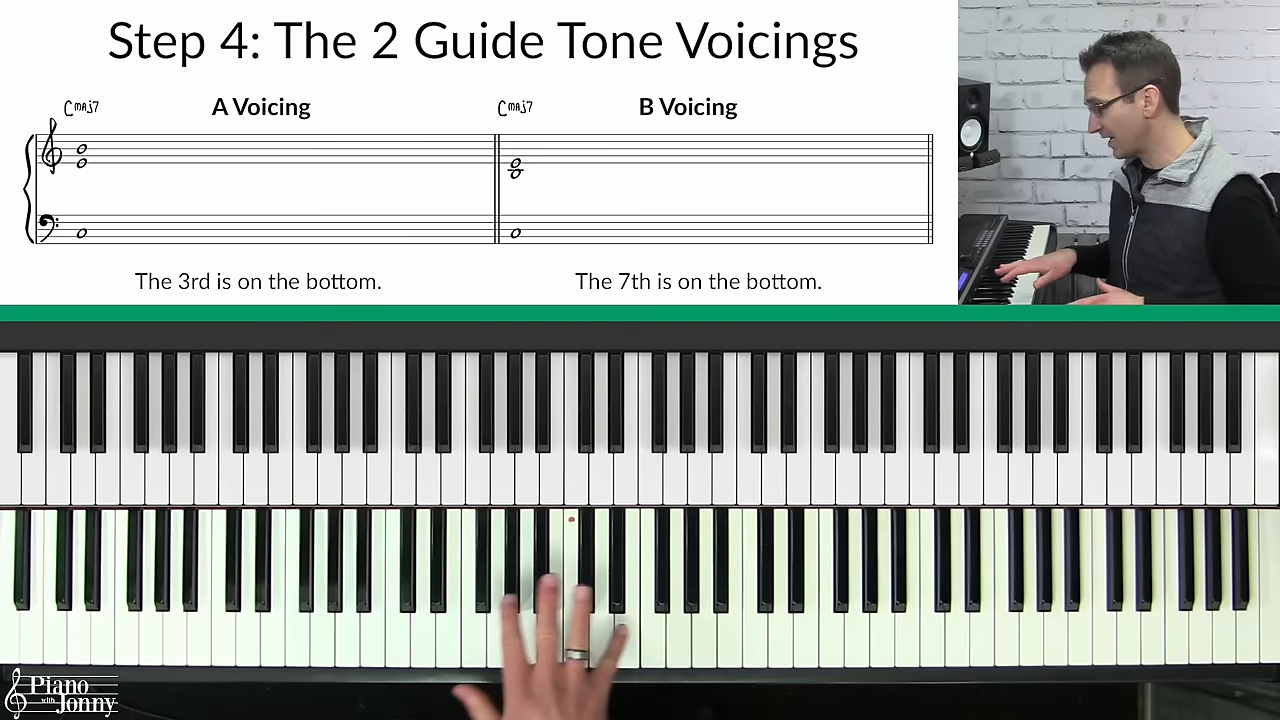 Step 4: The 2 Guide Tone Voicings
Cmaj7 A Voicing Cmaj7 B Voicing
The 3rd is on the bottom. The 7th is on the bottom.
Piano
with
Jonny